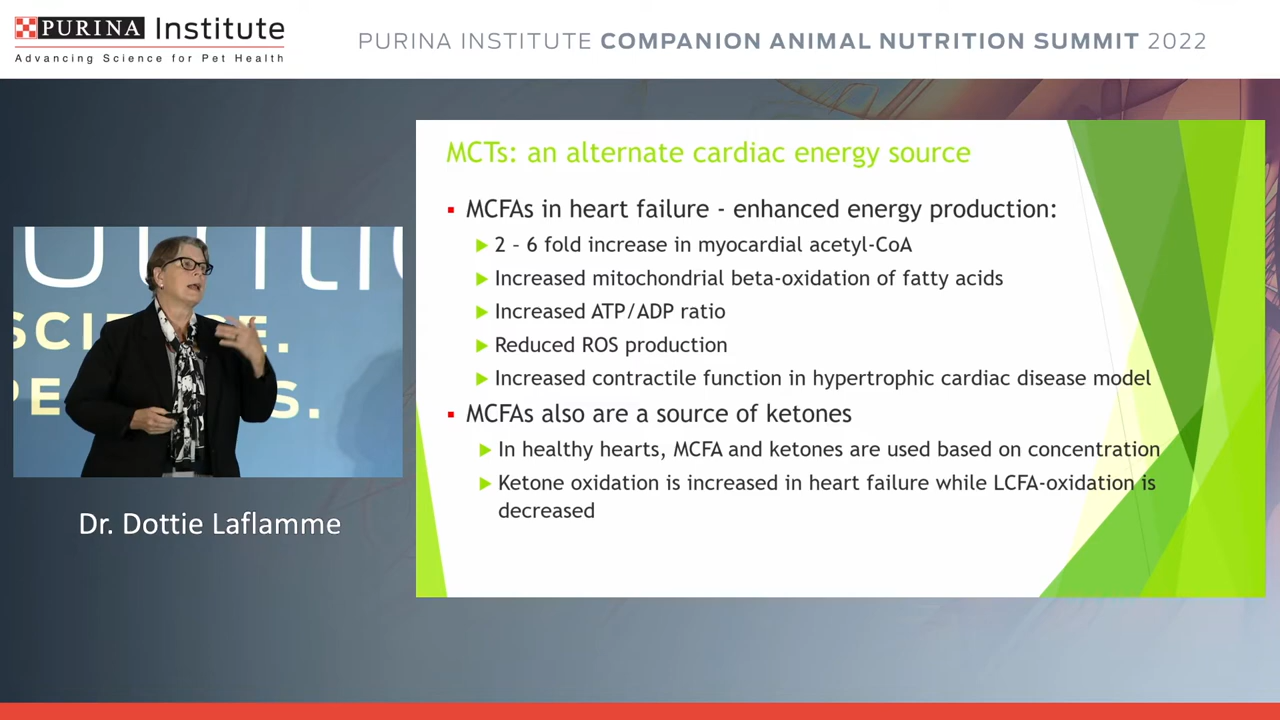 PURINA Institute
Advancing Science for Pet Health
PURINA INSTITUTE COMPANION ANIMAL NUTRITION SUMMIT 2022
MCTs: an alternate cardiac energy source
MCFAs in heart failure - enhanced energy production:
2 – 6 fold increase in myocardial acetyl-CoA
Increased mitochondrial beta-oxidation of fatty acids
Increased ATP/ADP ratio
Reduced ROS production
Increased contractile function in hypertrophic cardiac disease model
MCFAs also are a source of ketones
In healthy hearts, MCFA and ketones are used based on concentration
Ketone oxidation is increased in heart failure while LCFA-oxidation is
decreased
Dr. Dottie Laflamme